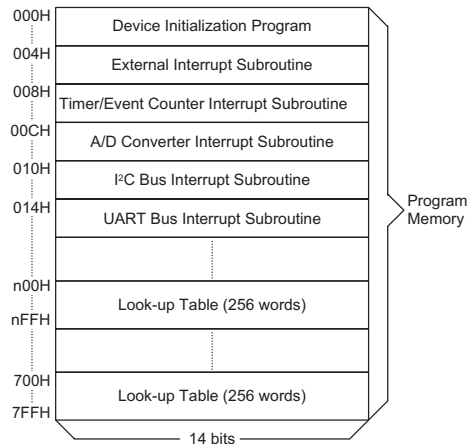 000H
Device Initialization Program
004H
External Interrupt Subroutine
008H
Timer/Event Counter Interrupt Subroutine
00CH
A/D Converter Interrupt Subroutine
010H
I²C Bus Interrupt Subroutine
014H
UART Bus Interrupt Subroutine
Program
Memory
n00H
Look-up Table (256 words)
nFFH
700H
Look-up Table (256 words)
7FFH
14 bits